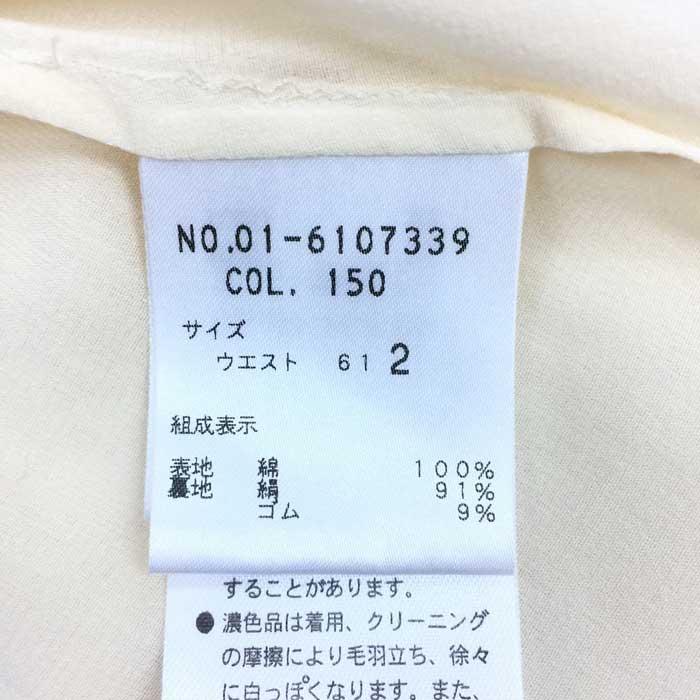 NO.01-6107339
COL. 150
サイズ
ウエスト 61 2
組成表示
表地 綿 100%
裏地 絹 91%
ゴム 9%
することがあります。
● 濃色品は着用、クリーニング
の摩擦により毛羽立ち、徐々
に白っぽくなります。また、